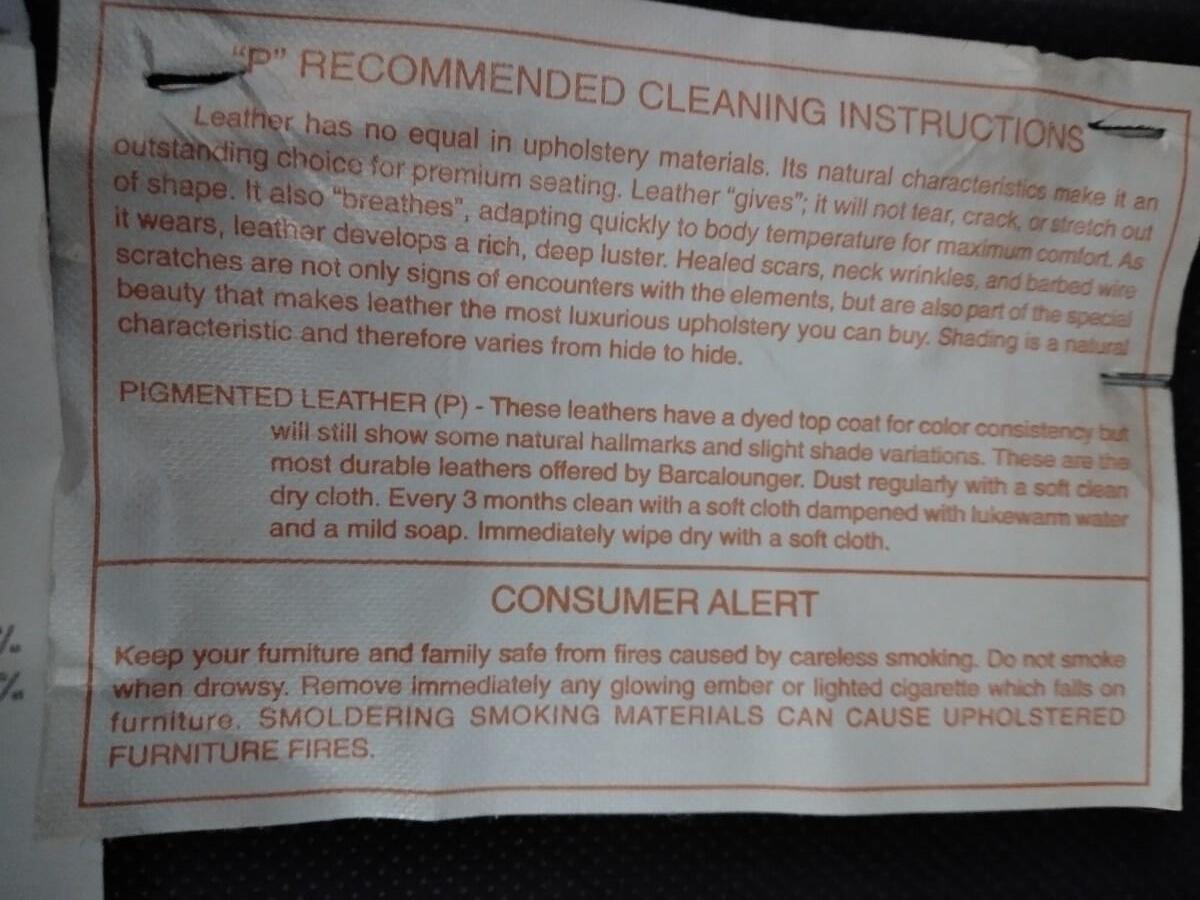 "P" RECOMMENDED CLEANING INSTRUCTIONS
Leather has no equal in upholstery materials. Its natural characteristics make it an
outstanding choice for premium seating. Leather "gives"; it will not tear, crack, or stretch out
of shape. It also "breathes", adapting quickly to body temperature for maximum comfort. As
it wears, leather develops a rich, deep luster. Healed scars, neck wrinkles, and barbed wire
scratches are not only signs of encounters with the elements, but are also part of the special
beauty that makes leather the most luxurious upholstery you can buy. Shading is a natural
characteristic and therefore varies from hide to hide.
PIGMENTED LEATHER (P) - These leathers have a dyed top coat for color consistency but
will still show some natural hallmarks and slight shade variations. These are the
most durable leathers offered by Barcalounger. Dust regularly with a soft clean
dry cloth. Every 3 months clean with a soft cloth dampened with lukewarm water
and a mild soap. Immediately wipe dry with a soft cloth.
CONSUMER ALERT
Keep your furniture and family safe from fires caused by careless smoking. Do not smoke
when drowsy. Remove immediately any glowing ember or lighted cigarette which falls on
furniture. SMOLDERING SMOKING MATERIALS CAN CAUSE UPHOLSTERED
FURNITURE FIRES.
%
%